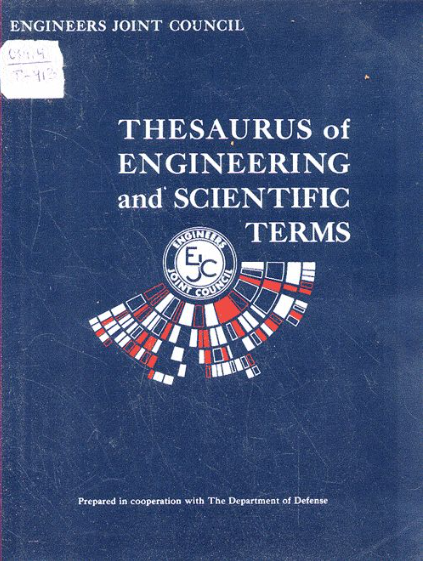 ENGINEERS JOINT COUNCIL
THESAURUS of
ENGINEERING
and SCIENTIFIC
TERMS
ENGINEERS
EJC
JOINT COUNCIL
Prepared in cooperation with The Department of Defense